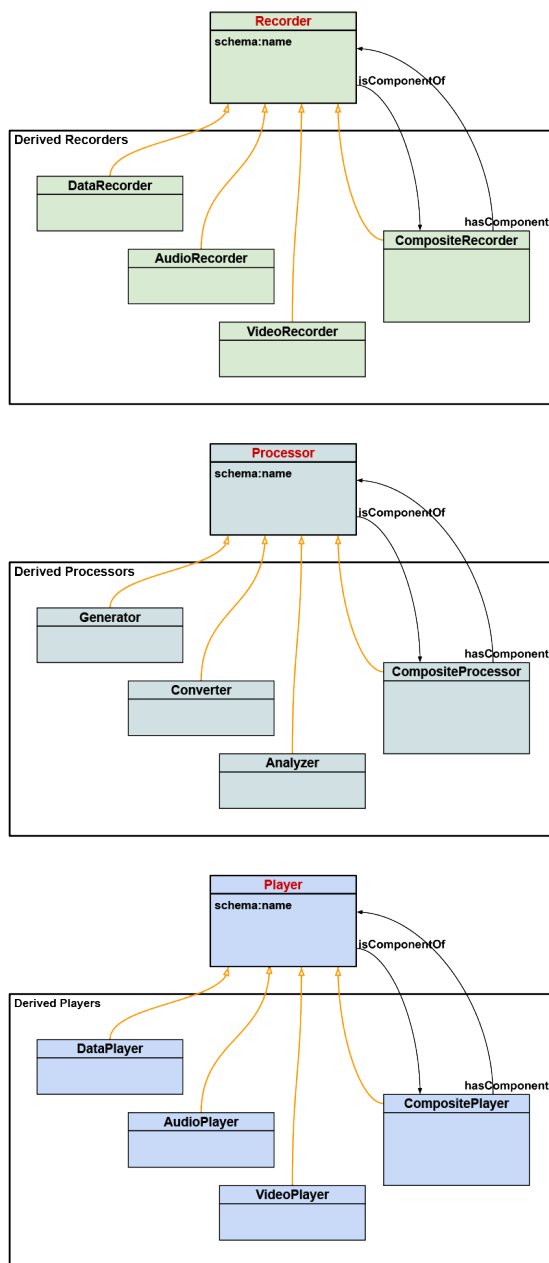 Recorder
schema:name
isComponentOf
Derived Recorders
DataRecorder
hasComponent
CompositeRecorder
AudioRecorder
VideoRecorder
Processor
schema:name
isComponentOf
Derived Processors
Generator
hasComponent
CompositeProcessor
Converter
Analyzer
Player
schema:name
isComponentOf
Derived Players
DataPlayer
hasComponent
CompositePlayer
AudioPlayer
VideoPlayer